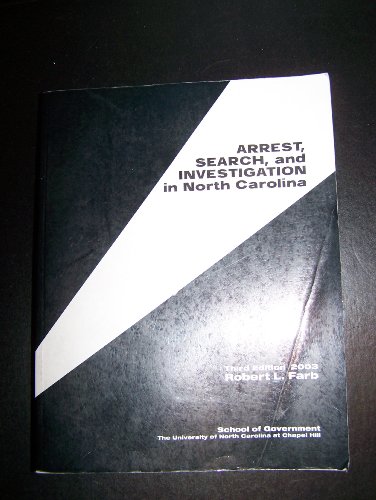 ARREST,
SEARCH, and
INVESTIGATION
in North Carolina
Third Edition 2003
Robert L. Farb
School of Government
The University of North Carolina at Chapel Hill